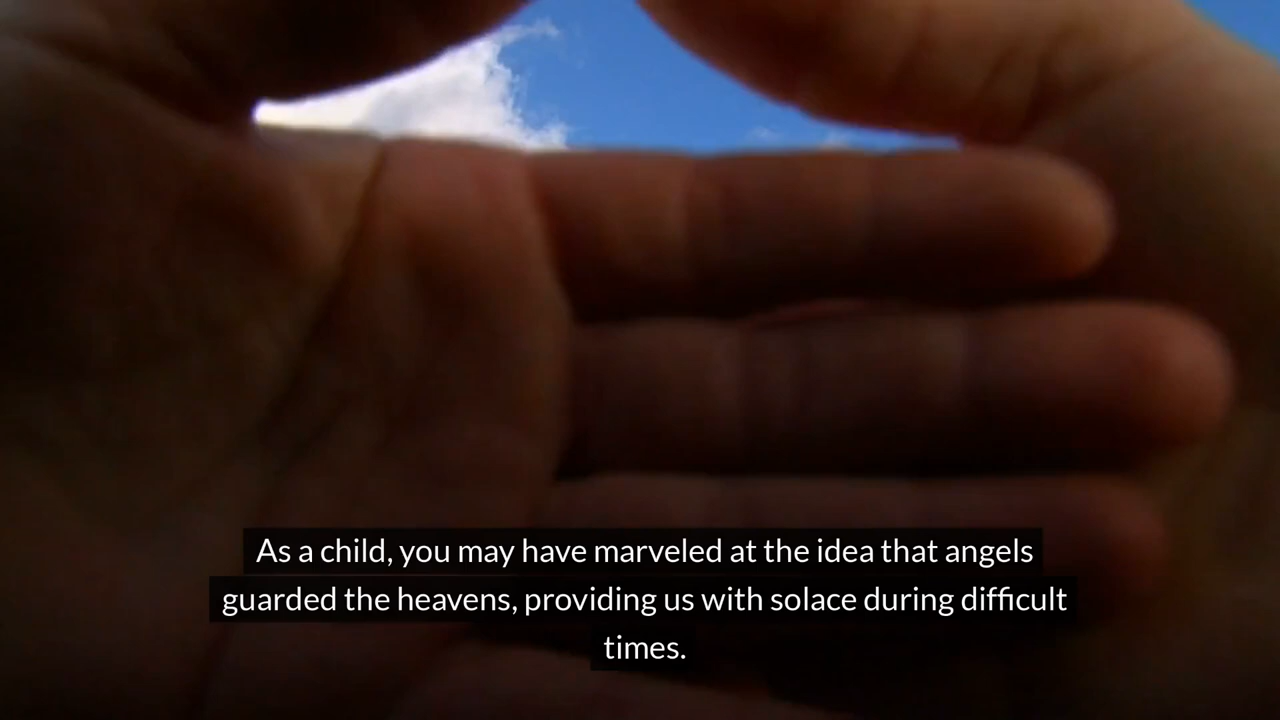 As a child, you may have marveled at the idea that angels
guarded the heavens, providing us with solace during difficult
times.